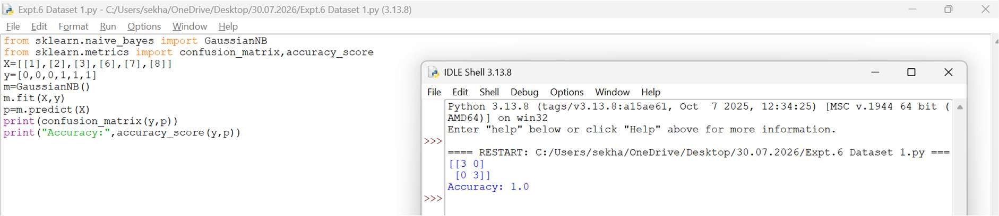 Expt.6 Dataset 1.py - C:/Users/sekha/OneDrive/Desktop/30.07.2026/Expt.6 Dataset 1.py (3.13.8)
File Edit Format Run Options Window Help
from sklearn.naive_bayes import GaussianNB
from sklearn.metrics import confusion_matrix,accuracy_score
X=[[1],[2],[3],[6],[7],[8]]
y=[0,0,0,1,1,1]
m=GaussianNB()
m.fit(X,y)
p=m.predict(X)
print(confusion_matrix(y,p))
print("Accuracy:",accuracy_score(y,p))
IDLE Shell 3.13.8
File Edit Shell Debug Options Window Help
Python 3.13.8 (tags/v3.13.8:a15ae61, Oct  7 2025, 12:34:25) [MSC v.1944 64 bit (
AMD64)] on win32
Enter "help" below or click "Help" above for more information.
>>>
==== RESTART: C:/Users/sekha/OneDrive/Desktop/30.07.2026/Expt.6 Dataset 1.py ===
[[3 0]
 [0 3]]
Accuracy: 1.0
>>>